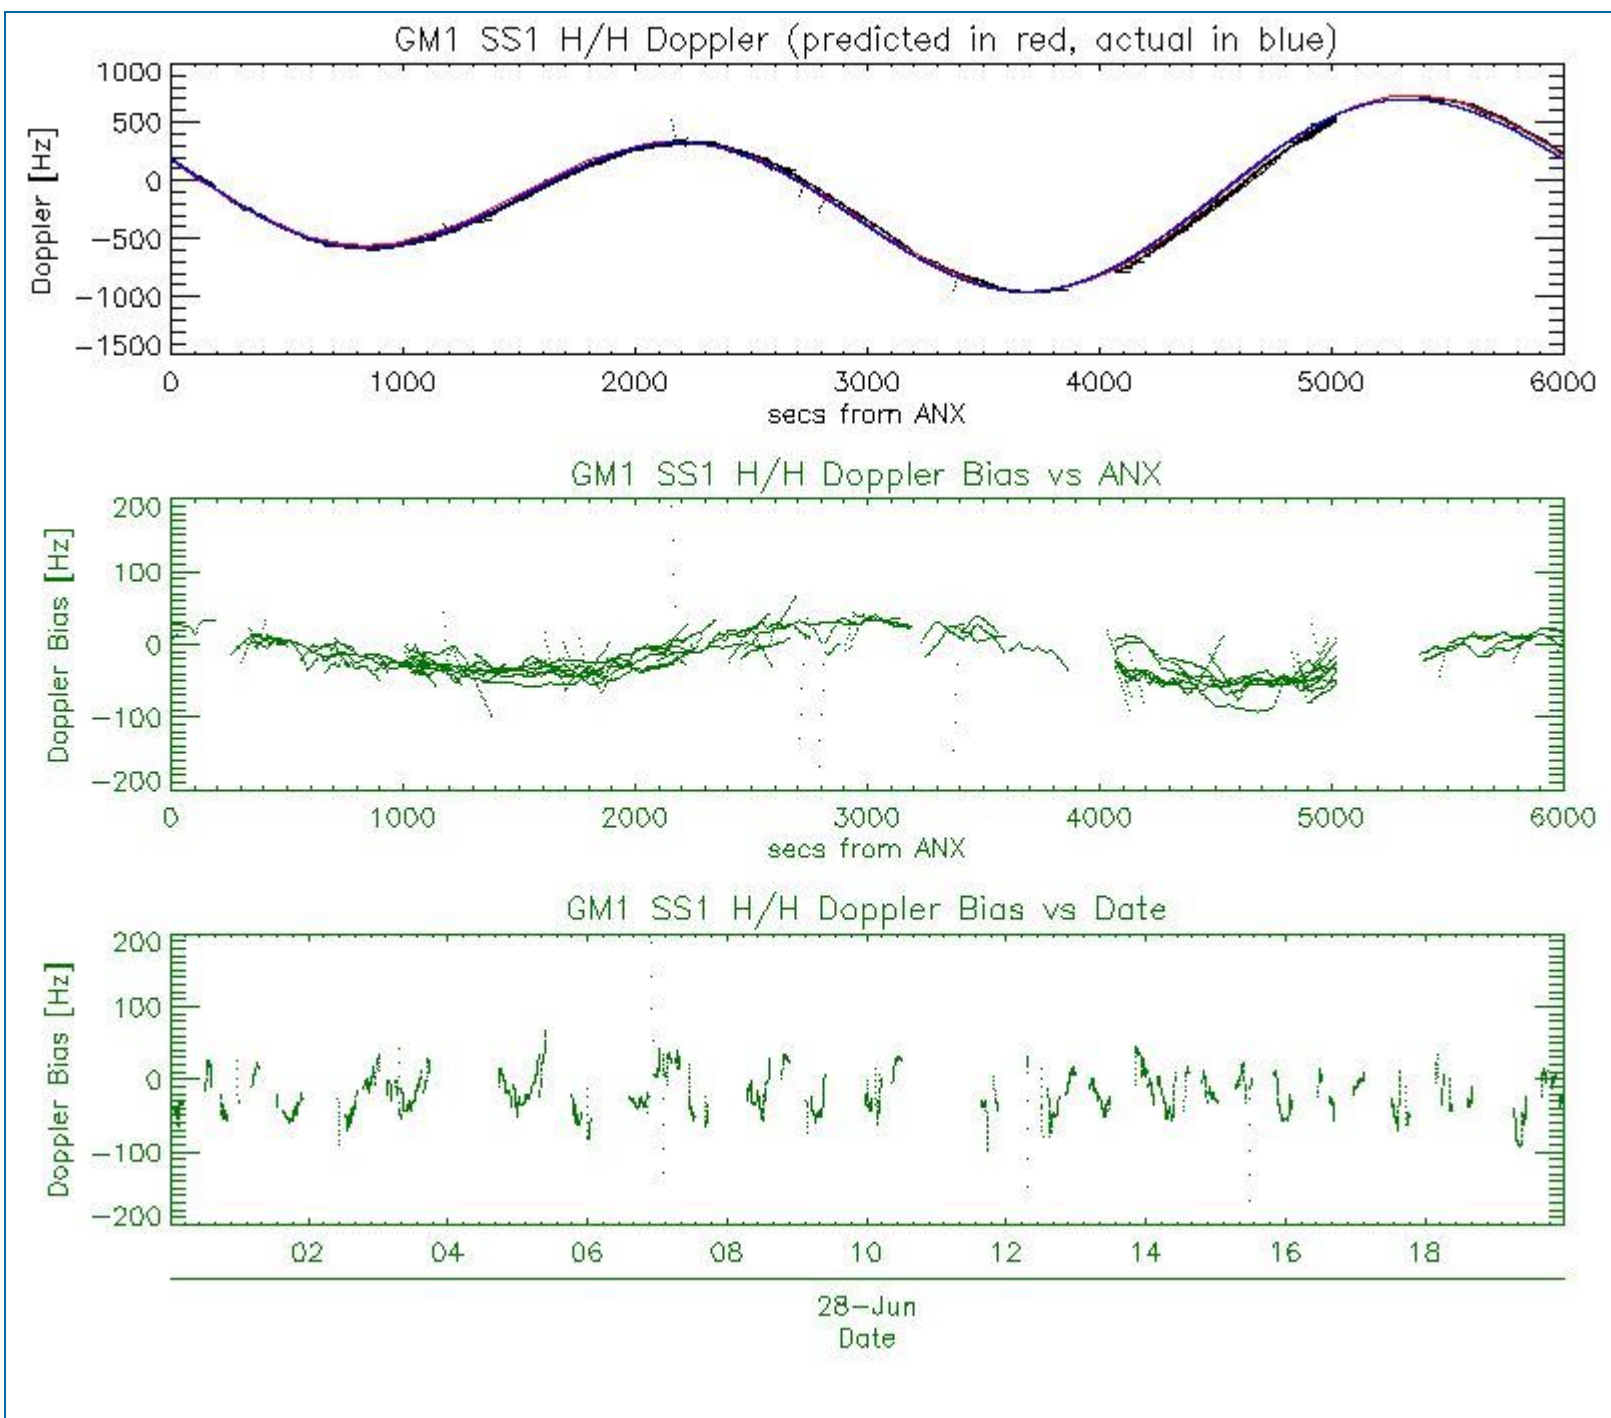 GM1 SS1 H/H Doppler (predicted in red, actual in blue)
1000
500
0
−500
−1000
−1500
Doppler [Hz]
0 1000 2000 3000 4000 5000 6000
secs from ANX
GM1 SS1 H/H Doppler Bias vs ANX
200
100
0
−100
−200
Doppler Bias [Hz]
0 1000 2000 3000 4000 5000 6000
secs from ANX
GM1 SS1 H/H Doppler Bias vs Date
200
100
0
−100
−200
Doppler Bias [Hz]
02 04 06 08 10 12 14 16 18
28−Jun
Date